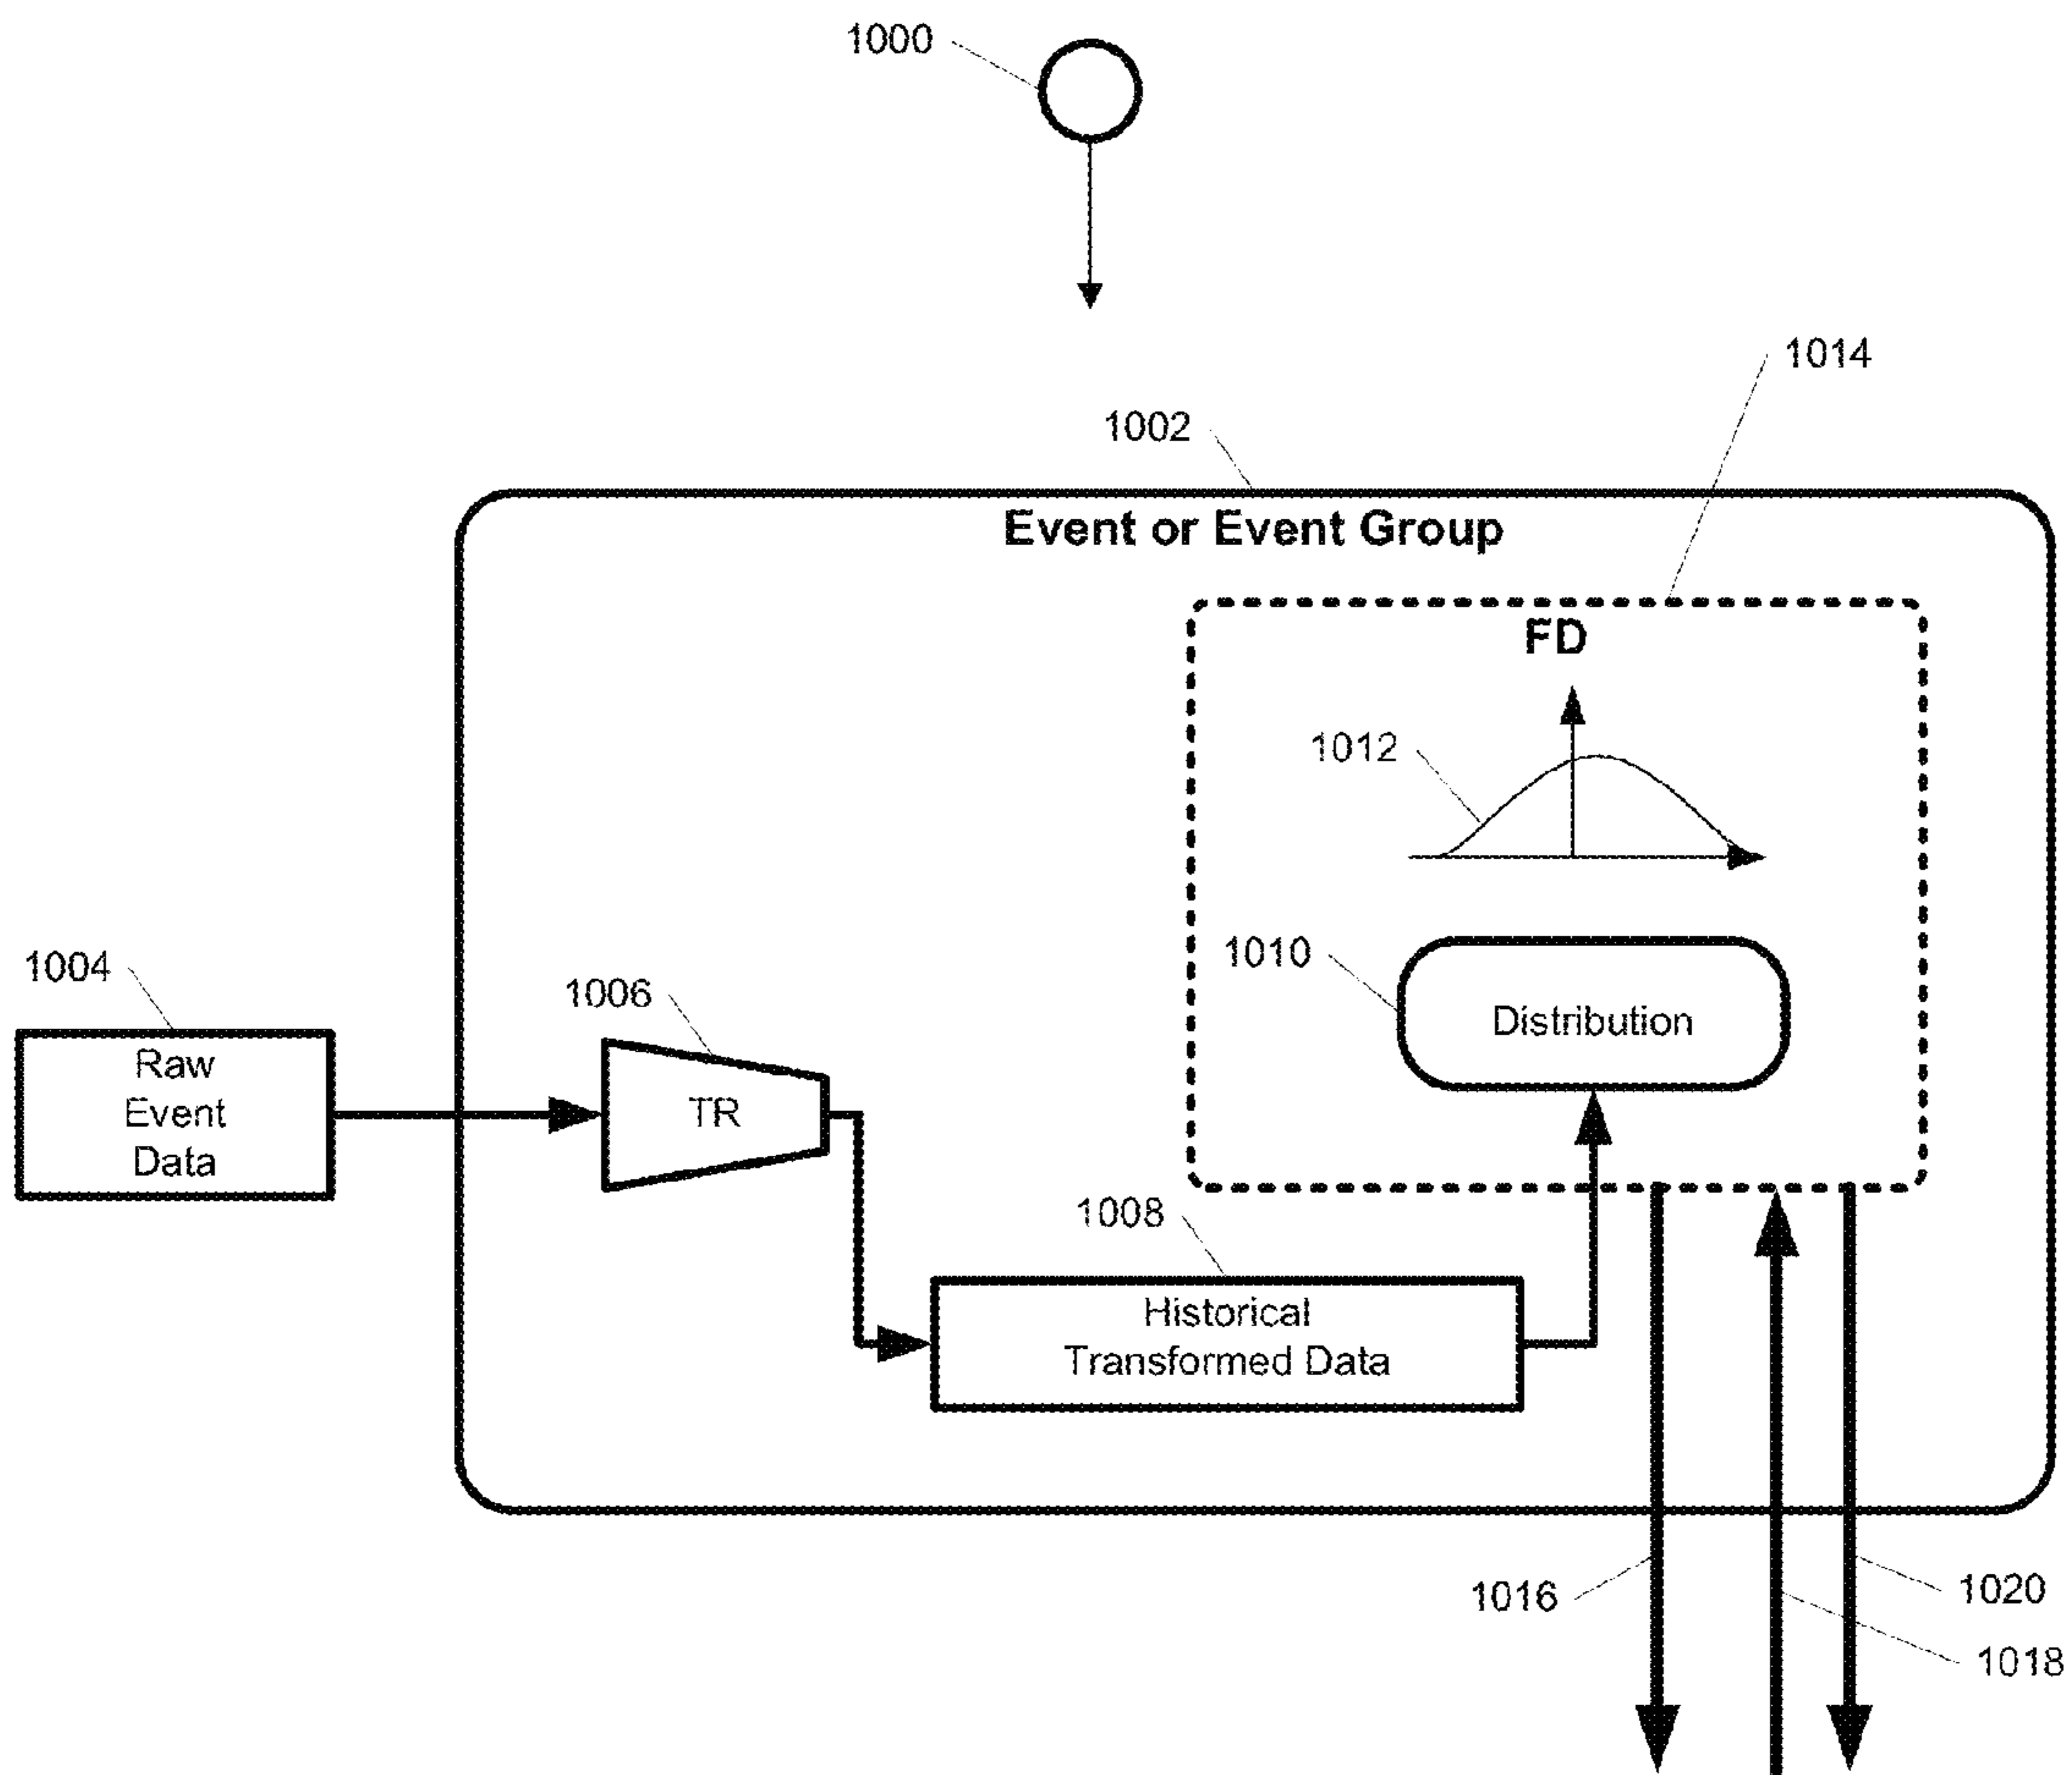 1000
1014
1002
Event or Event Group
FD
1012
1004
1006
1010
Raw
Event
Data
TR
Distribution
1008
Historical
Transformed Data
1016
1020
1018